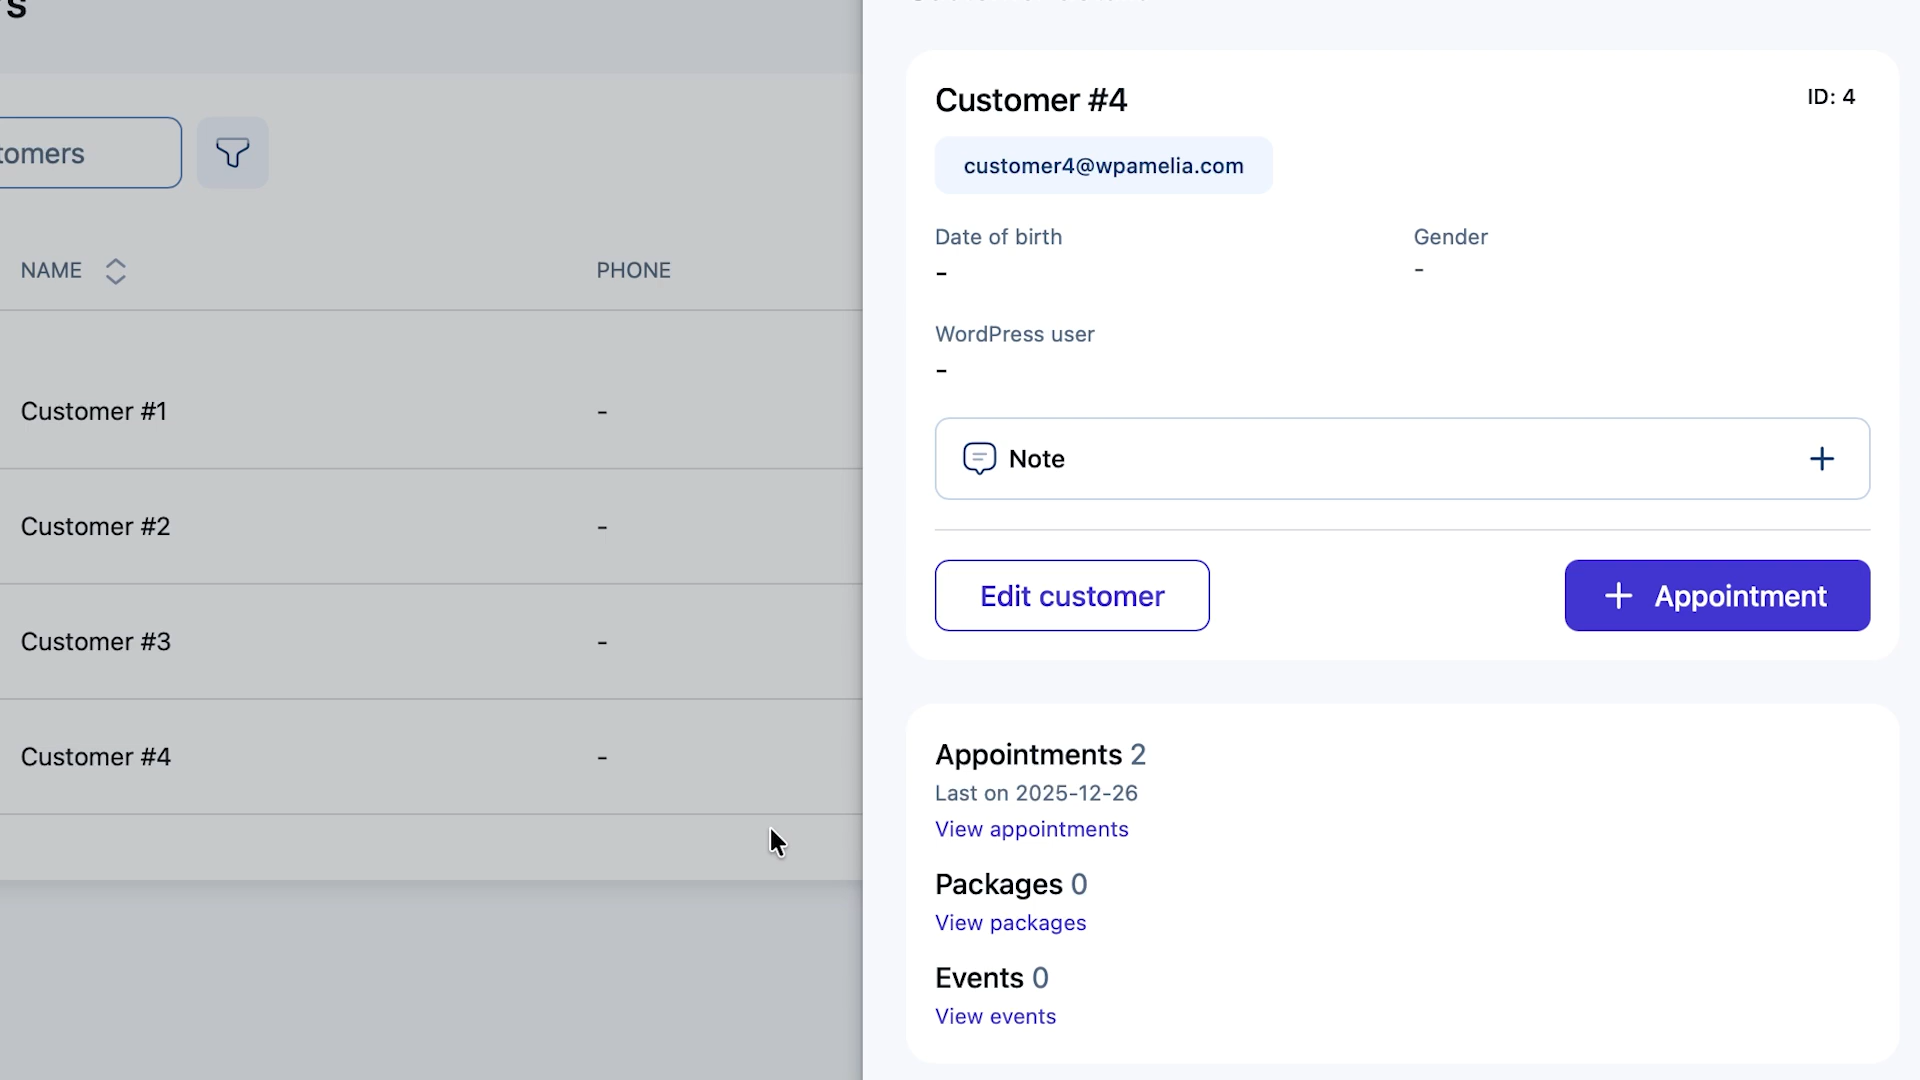 tomers
NAME
PHONE
Customer #1
-
Customer #2
-
Customer #3
-
Customer #4
-
Customer #4
ID: 4
customer4@wpamelia.com
Date of birth
-
Gender
-
WordPress user
-
Note
Edit customer
+ Appointment
Appointments 2
Last on 2025-12-26
View appointments
Packages 0
View packages
Events 0
View events